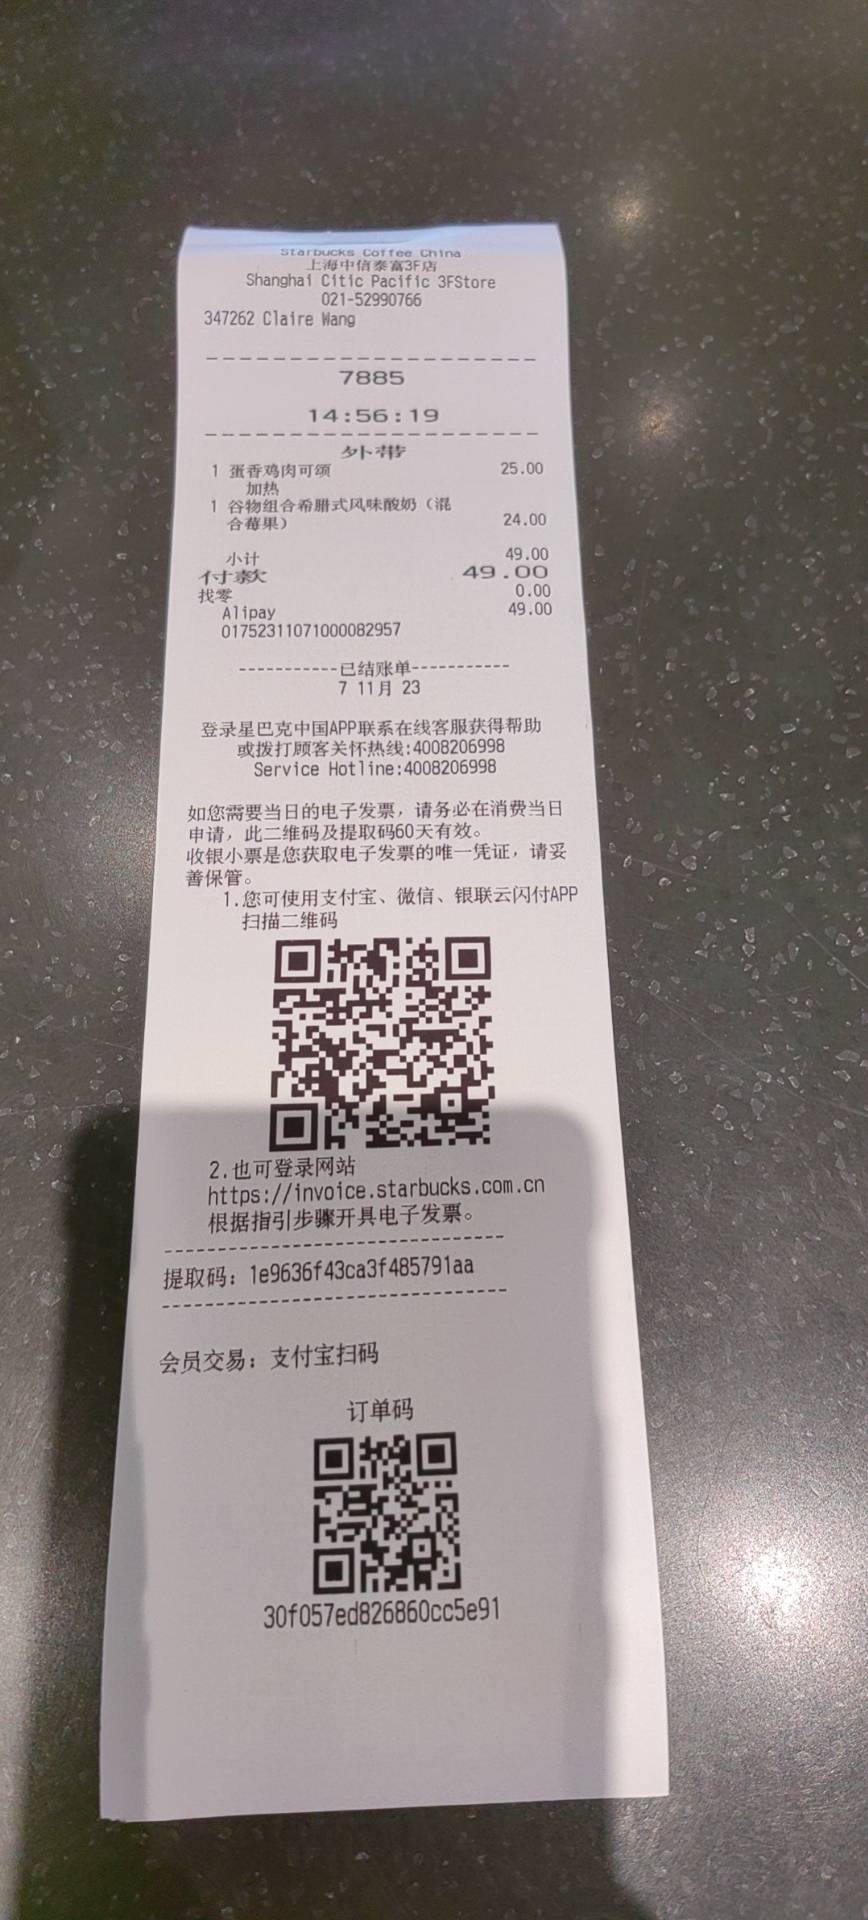 Starbucks Coffee China
上海中信泰富3F店
Shanghai Citic Pacific 3FStore
021-52990766
347262 Claire Wang
7885
14:56:19
外带
1 蛋香鸡肉可颂 25.00
加热
1 谷物组合希腊式风味酸奶（混
合莓果） 24.00
小计 49.00
付款 49.00
找零 0.00
Alipay 49.00
01752311071000082957
-----------已结账单-----------
7 11月 23
登录星巴克中国APP联系在线客服获得帮助
或拨打顾客关怀热线:4008206998
Service Hotline:4008206998
如您需要当日的电子发票，请务必在消费当日
申请，此二维码及提取码60天有效。
收银小票是您获取电子发票的唯一凭证，请妥
善保管。
1.您可使用支付宝、微信、银联云闪付APP
扫描二维码
2.也可登录网站
https://invoice.starbucks.com.cn
根据指引步骤开具电子发票。
提取码：1e9636f43ca3f485791aa
会员交易：支付宝扫码
订单码
30f057ed826860cc5e91